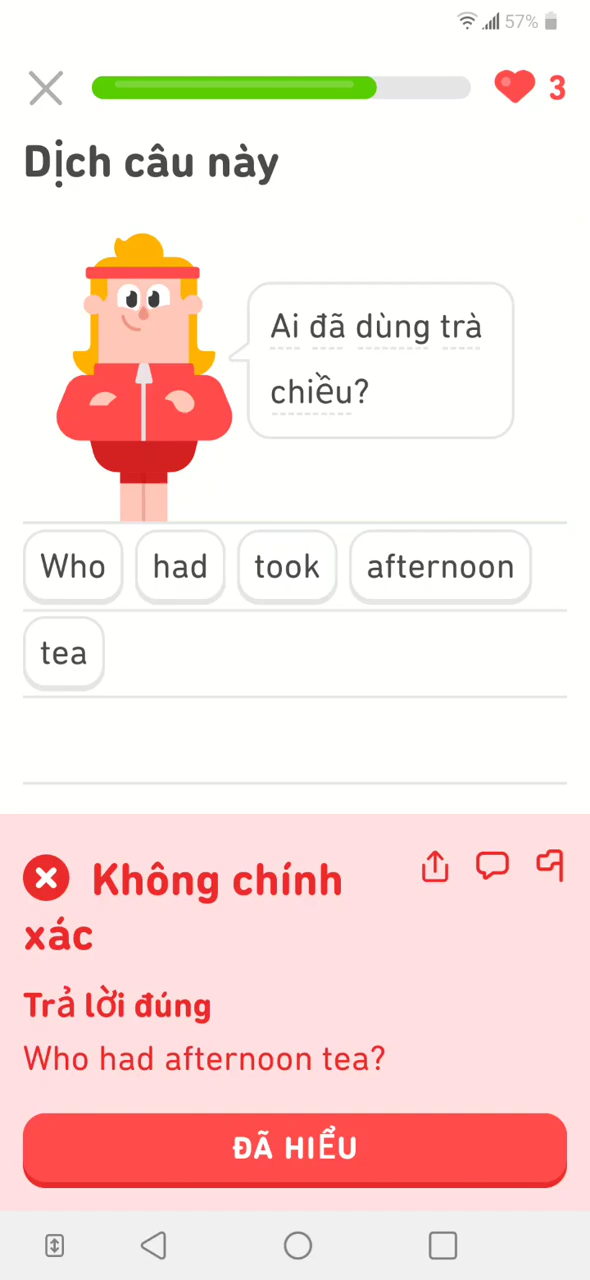 57%
3
Dịch câu này
Ai đã dùng trà
chiều?
Who had took afternoon
tea
Không chính
xác
Trả lời đúng
Who had afternoon tea?
ĐÃ HIỂU